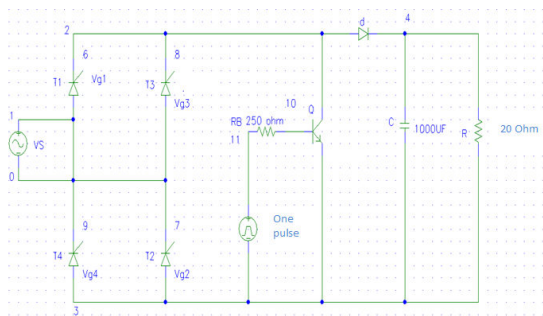 2
4
6
8
T1
Vg1
T3
Vg3
10
Q
RB 250 ohm
11
C
1000UF
R
20 Ohm
1
VS
0
9
7
One
pulse
T4
Vg4
T2
Vg2
3
d